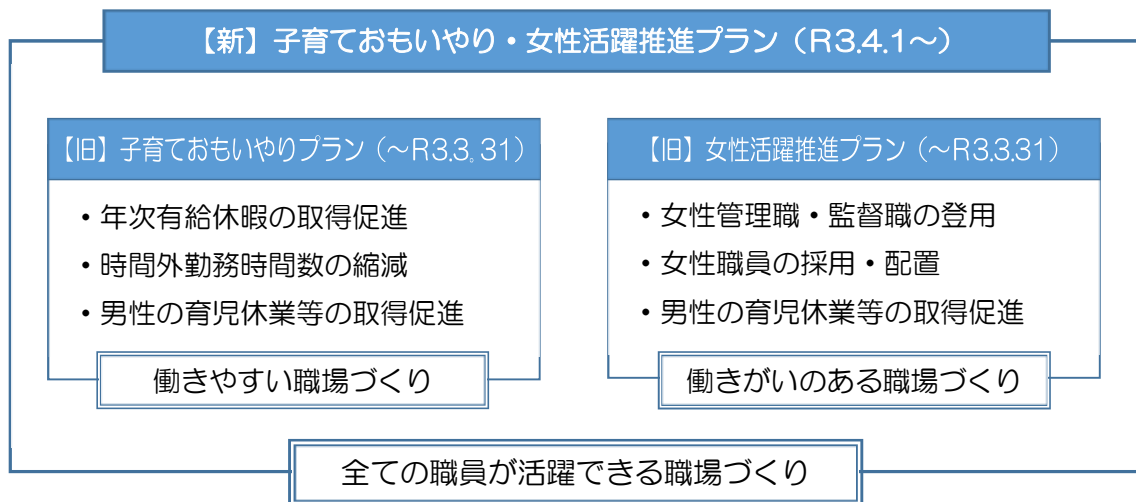 【新】子育ておもいやり・女性活躍推進プラン（R3.4.1～）
【旧】子育ておもいやりプラン（～R3.3.31）
・年次有給休暇の取得促進
・時間外勤務時間数の縮減
・男性の育児休業等の取得促進
働きやすい職場づくり
【旧】女性活躍推進プラン（～R3.3.31）
・女性管理職・監督職の登用
・女性職員の採用・配置
・男性の育児休業等の取得促進
働きがいのある職場づくり
全ての職員が活躍できる職場づくり